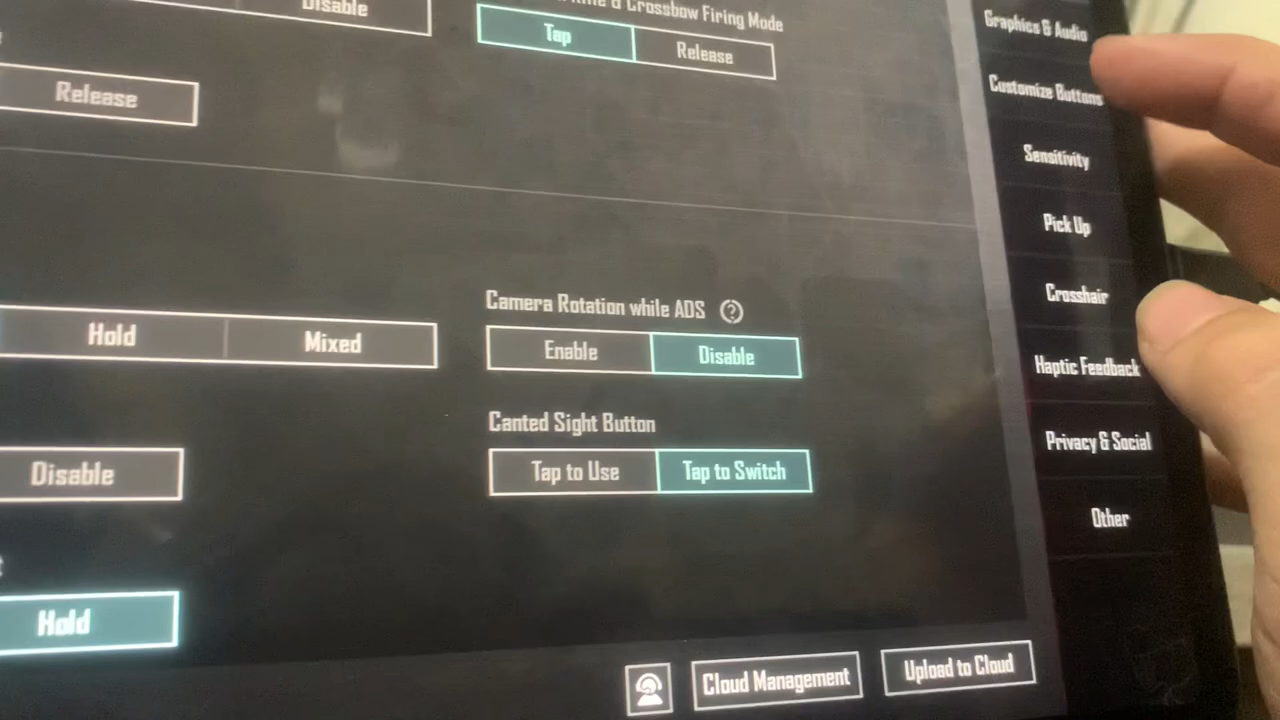 Disable
& Crossbow Firing Mode
Tap
Release
Release
Hold
Mixed
Camera Rotation while ADS ?
Enable
Disable
Canted Sight Button
Disable
Tap to Use
Tap to Switch
Hold
Cloud Management
Upload to Cloud
Graphics & Audio
Customize Buttons
Sensitivity
Pick Up
Crosshair
Haptic Feedback
Privacy & Social
Other